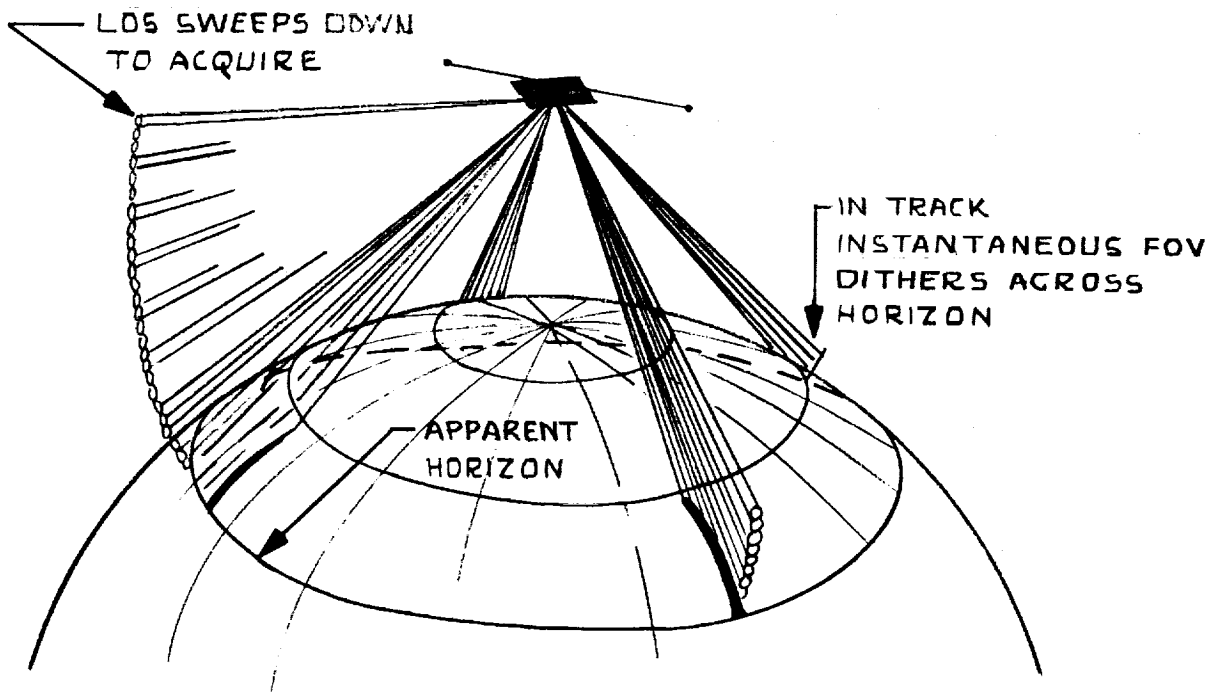 LOS SWEEPS DOWN
TO ACQUIRE
IN TRACK
INSTANTANEOUS FOV
DITHERS ACROSS
HORIZON
APPARENT
HORIZON